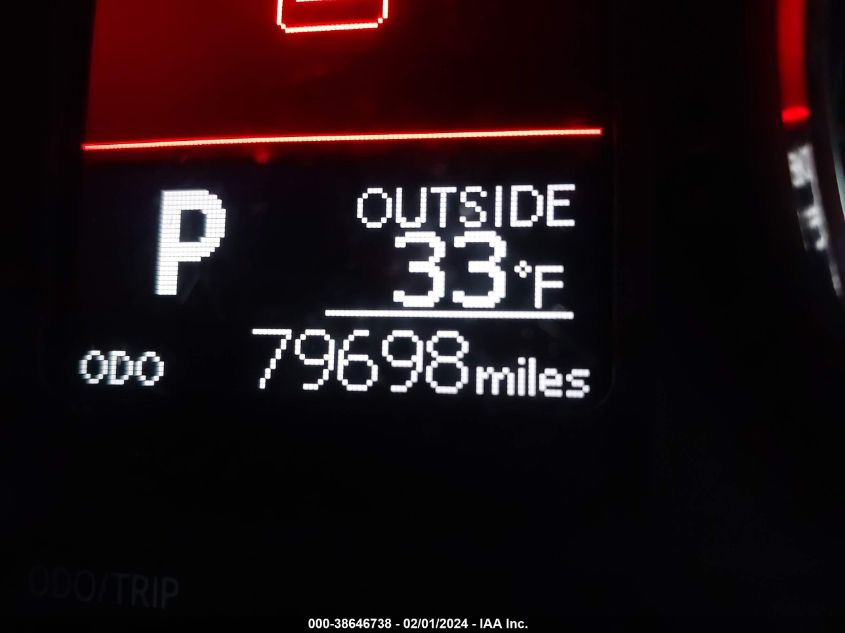 P
OUTSIDE
33°F
ODO 79698 miles
ODO/TRIP
000-38646738 - 02/01/2024 - IAA Inc.